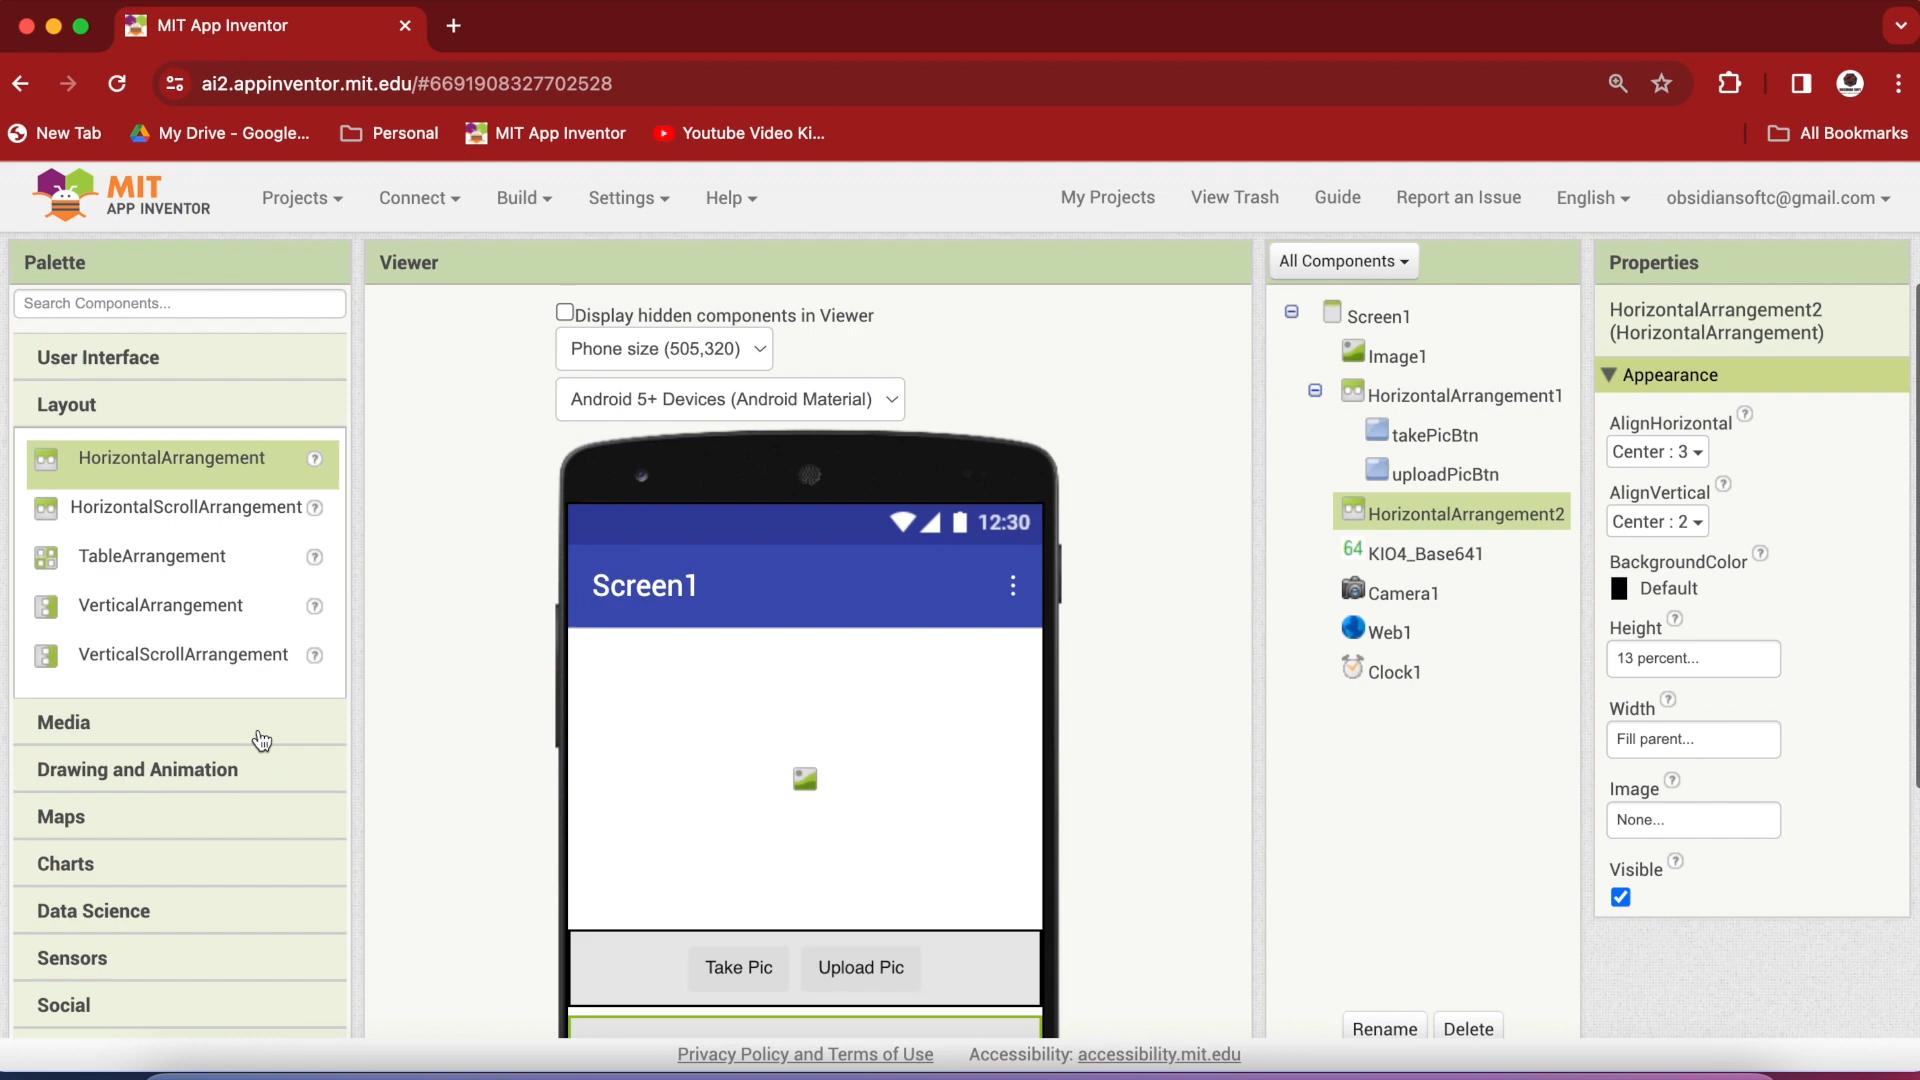 MIT App Inventor
ai2.appinventor.mit.edu/#6691908327702528
New Tab
My Drive - Google...
Personal
MIT App Inventor
Youtube Video Ki...
All Bookmarks
MIT
APP INVENTOR
Projects
Connect
Build
Settings
Help
My Projects
View Trash
Guide
Report an Issue
English
obsidiansoftc@gmail.com
Palette
Search Components...
User Interface
Layout
HorizontalArrangement
?
HorizontalScrollArrangement
?
TableArrangement
?
VerticalArrangement
?
VerticalScrollArrangement
?
Media
Drawing and Animation
Maps
Charts
Data Science
Sensors
Social
Viewer
Display hidden components in Viewer
Phone size (505,320)
Android 5+ Devices (Android Material)
12:30
Screen1
Take Pic
Upload Pic
All Components
Screen1
Image1
HorizontalArrangement1
takePicBtn
uploadPicBtn
HorizontalArrangement2
64 KIO4_Base641
Camera1
Web1
Clock1
Rename
Delete
Properties
HorizontalArrangement2
(HorizontalArrangement)
Appearance
AlignHorizontal ?
Center : 3
AlignVertical ?
Center : 2
BackgroundColor ?
Default
Height ?
13 percent...
Width ?
Fill parent...
Image ?
None...
Visible ?
Privacy Policy and Terms of Use
Accessibility: accessibility.mit.edu